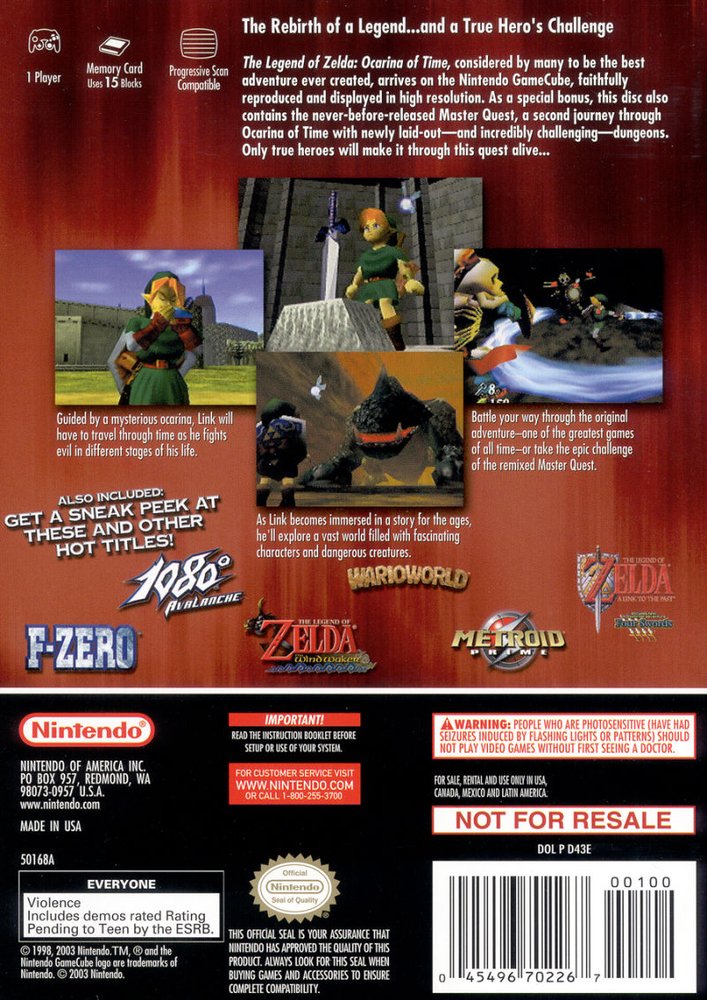 The Rebirth of a Legend...and a True Hero's Challenge
1 Player
Memory Card
Uses 15 Blocks
Progressive Scan
Compatible
The Legend of Zelda: Ocarina of Time, considered by many to be the best
adventure ever created, arrives on the Nintendo GameCube, faithfully
reproduced and displayed in high resolution. As a special bonus, this disc also
contains the never-before-released Master Quest, a second journey through
Ocarina of Time with newly laid-out—and incredibly challenging—dungeons.
Only true heroes will make it through this quest alive...
8
150
Guided by a mysterious ocarina, Link will
have to travel through time as he fights
evil in different stages of his life.
Battle your way through the original
adventure—one of the greatest games
of all time—or take the epic challenge
of the remixed Master Quest.
As Link becomes immersed in a story for the ages,
he'll explore a vast world filled with fascinating
characters and dangerous creatures.
ALSO INCLUDED:
GET A SNEAK PEEK AT
THESE AND OTHER
HOT TITLES!
1080°
AVALANCHE
WARIOWORLD
THE LEGEND OF
ZELDA
A LINK TO THE PAST
Four Swords
F-ZERO
THE LEGEND OF
ZELDA
The Wind Waker
METROID
PRIME
Nintendo®
NINTENDO OF AMERICA INC.
PO BOX 957, REDMOND, WA
98073-0957 U.S.A.
www.nintendo.com
MADE IN USA
50168A
IMPORTANT!
READ THE INSTRUCTION BOOKLET BEFORE
SETUP OR USE OF YOUR SYSTEM.
FOR CUSTOMER SERVICE VISIT
WWW.NINTENDO.COM
OR CALL 1-800-255-3700
WARNING: PEOPLE WHO ARE PHOTOSENSITIVE (HAVE HAD
SEIZURES INDUCED BY FLASHING LIGHTS OR PATTERNS) SHOULD
NOT PLAY VIDEO GAMES WITHOUT FIRST SEEING A DOCTOR.
FOR SALE, RENTAL AND USE ONLY IN USA,
CANADA, MEXICO AND LATIN AMERICA.
NOT FOR RESALE
DOL P D43E
EVERYONE
Violence
Includes demos rated Rating
Pending to Teen by the ESRB.
© 1998, 2003 Nintendo.TM, ® and the
Nintendo GameCube logo are trademarks of
Nintendo. © 2003 Nintendo.
Official
Nintendo
Seal of Quality
THIS OFFICIAL SEAL IS YOUR ASSURANCE THAT
NINTENDO HAS APPROVED THE QUALITY OF THIS
PRODUCT. ALWAYS LOOK FOR THIS SEAL WHEN
BUYING GAMES AND ACCESSORIES TO ENSURE
COMPLETE COMPATIBILITY.
00100
0 45496 70226 7